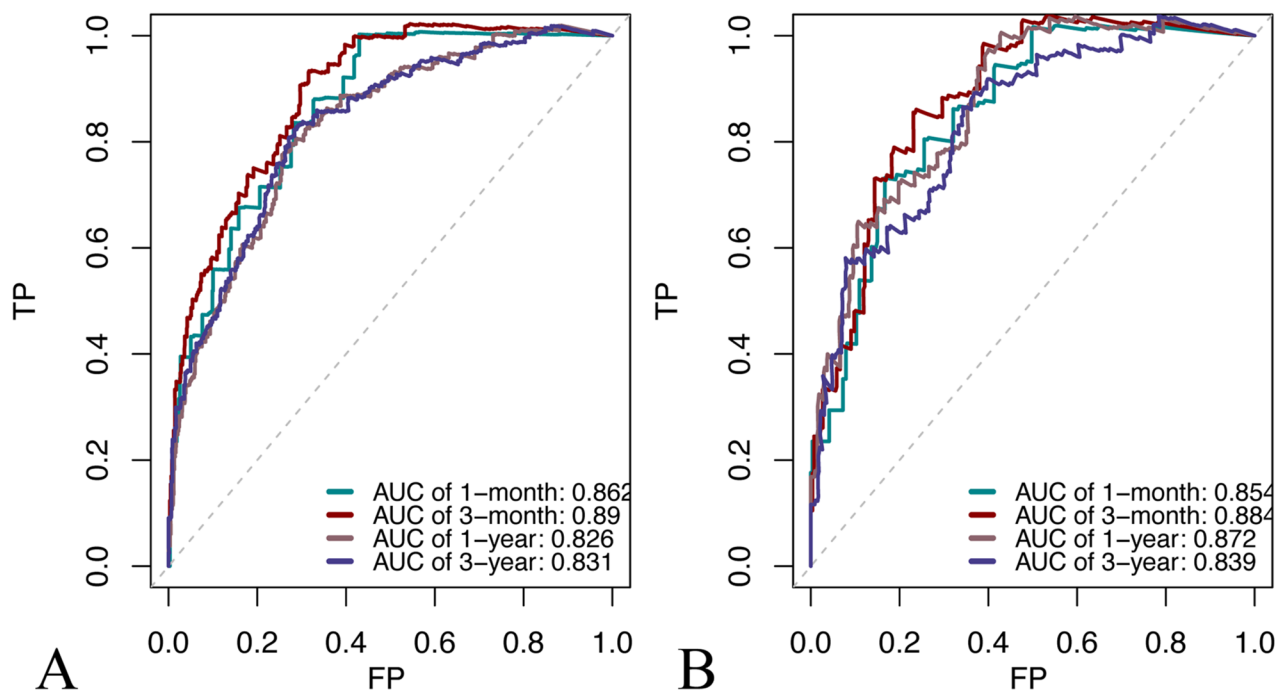 1.0
0.8
0.6
0.4
0.2
0.0
TP
AUC of 1-month: 0.862
AUC of 3-month: 0.89
AUC of 1-year: 0.826
AUC of 3-year: 0.831
0.0 0.2 0.4 0.6 0.8 1.0
FP
A
1.0
0.8
0.6
0.4
0.2
0.0
TP
AUC of 1-month: 0.854
AUC of 3-month: 0.884
AUC of 1-year: 0.872
AUC of 3-year: 0.839
0.0 0.2 0.4 0.6 0.8 1.0
FP
B